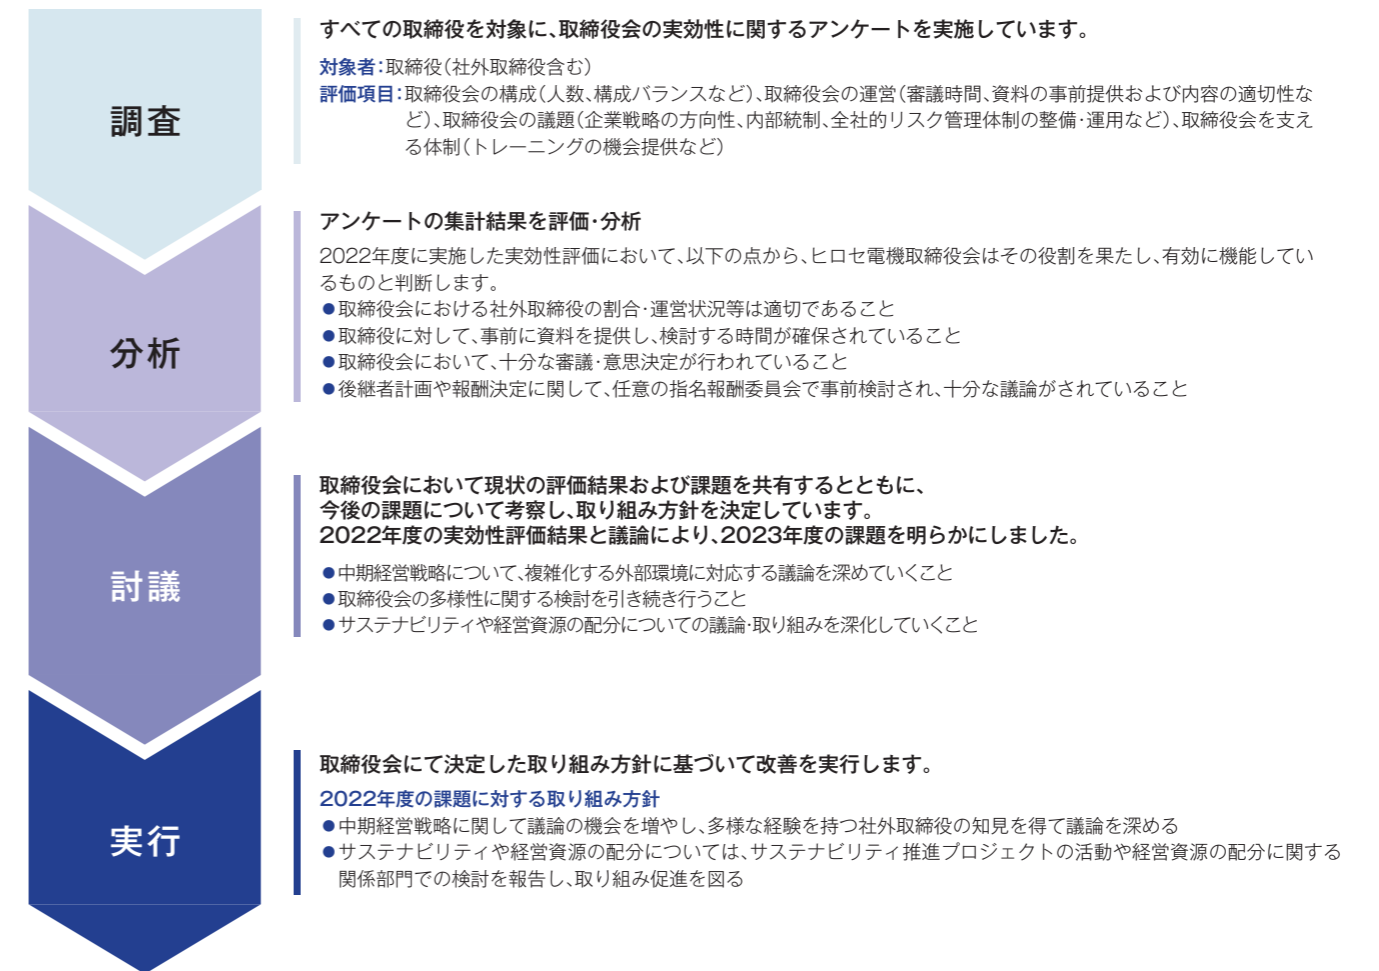 調査
すべての取締役を対象に、取締役会の実効性に関するアンケートを実施しています。
対象者:取締役(社外取締役含む)
評価項目:取締役会の構成(人数、構成バランスなど)、取締役会の運営(審議時間、資料の事前提供および内容の適切性な
ど)、取締役会の議題(企業戦略の方向性、内部統制、全社的リスク管理体制の整備・運用など)、取締役会を支え
る体制(トレーニングの機会提供など)
分析
アンケートの集計結果を評価・分析
2022年度に実施した実効性評価において、以下の点から、ヒロセ電機取締役会はその役割を果たし、有効に機能してい
るものと判断します。
●取締役会における社外取締役の割合・運営状況等は適切であること
●取締役に対して、事前に資料を提供し、検討する時間が確保されていること
●取締役会において、十分な審議・意思決定が行われていること
●後継者計画や報酬決定に関して、任意の指名報酬委員会で事前検討され、十分な議論がされていること
討議
取締役会において現状の評価結果および課題を共有するとともに、
今後の課題について考察し、取り組み方針を決定しています。
2022年度の実効性評価結果と議論により、2023年度の課題を明らかにしました。
●中期経営戦略について、複雑化する外部環境に対応する議論を深めていくこと
●取締役会の多様性に関する検討を引き続き行うこと
●サステナビリティや経営資源の配分についての議論・取り組みを深化していくこと
実行
取締役会にて決定した取り組み方針に基づいて改善を実行します。
2022年度の課題に対する取り組み方針
●中期経営戦略に関して議論の機会を増やし、多様な経験を持つ社外取締役の知見を得て議論を深める
●サステナビリティや経営資源の配分については、サステナビリティ推進プロジェクトの活動や経営資源の配分に関する
関係部門での検討を報告し、取り組み促進を図る